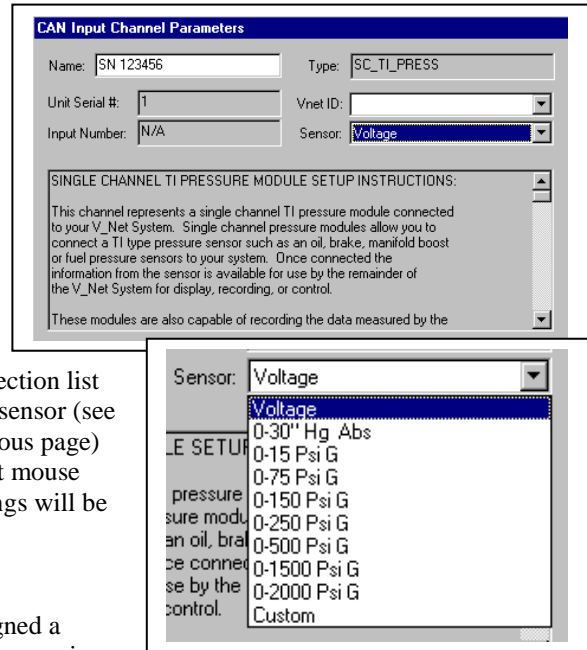 CAN Input Channel Parameters
Name: SN 123456 Type: SC_TI_PRESS
Unit Serial #: 1 Vnet ID:
Input Number: N/A Sensor: Voltage
SINGLE CHANNEL TI PRESSURE MODULE SETUP INSTRUCTIONS:
This channel represents a single channel TI pressure module connected
to your V_Net System. Single channel pressure modules allow you to
connect a TI type pressure sensor such as an oil, brake, manifold boost
or fuel pressure sensors to your system. Once connected the
information from the sensor is available for use by the remainder of
the V_Net System for display, recording, or control.
These modules are also capable of recording the data measured by the
ection list
sensor (see
ous page)
t mouse
ngs will be
gned a
Sensor: Voltage
Voltage
0-30" Hg Abs
0-15 Psi G
0-75 Psi G
0-150 Psi G
0-250 Psi G
0-500 Psi G
0-1500 Psi G
0-2000 Psi G
Custom
LE SETU
pressure
sure modu
an oil, bral
ce connec
se by the
control.